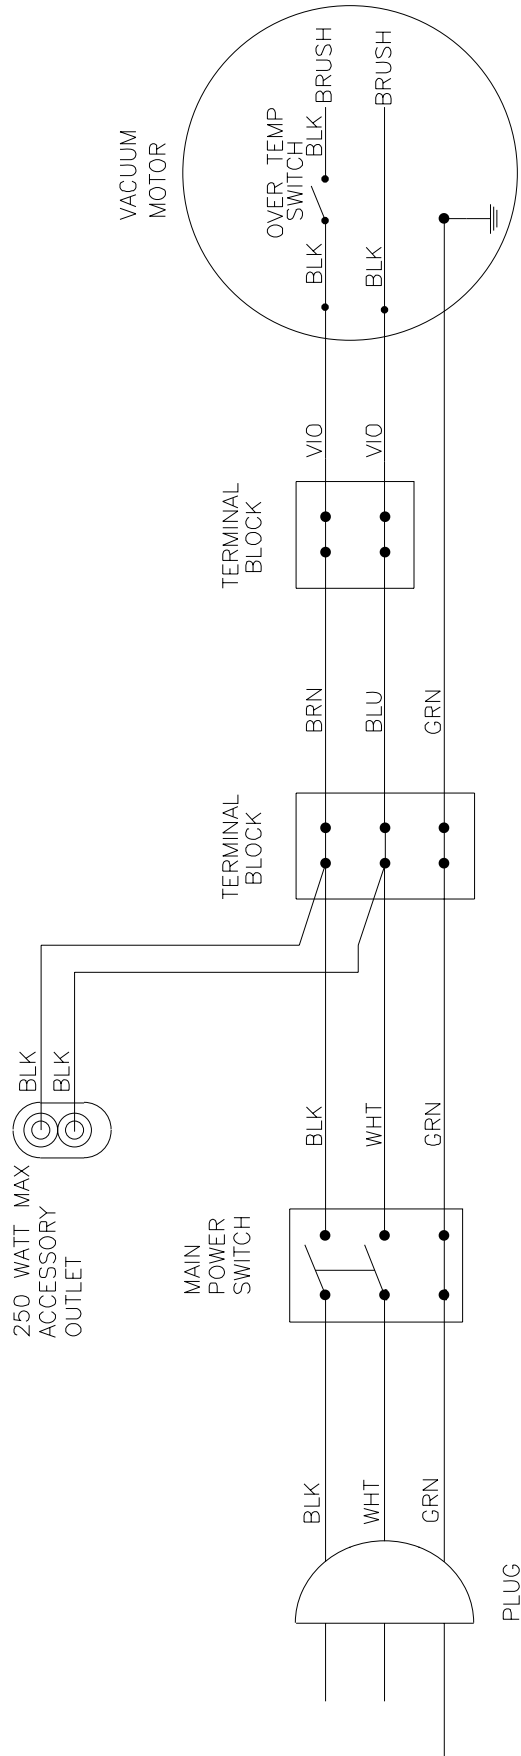 PLUG
BLK
WHT
GRN
MAIN
POWER
SWITCH
250 WATT MAX
ACCESSORY
OUTLET
BLK
BLK
BLK
WHT
GRN
TERMINAL
BLOCK
BRN
BLU
GRN
TERMINAL
BLOCK
VIO
VIO
VACUUM
MOTOR
OVER TEMP
SWITCH
BLK
BLK
BLK
BRUSH
BRUSH